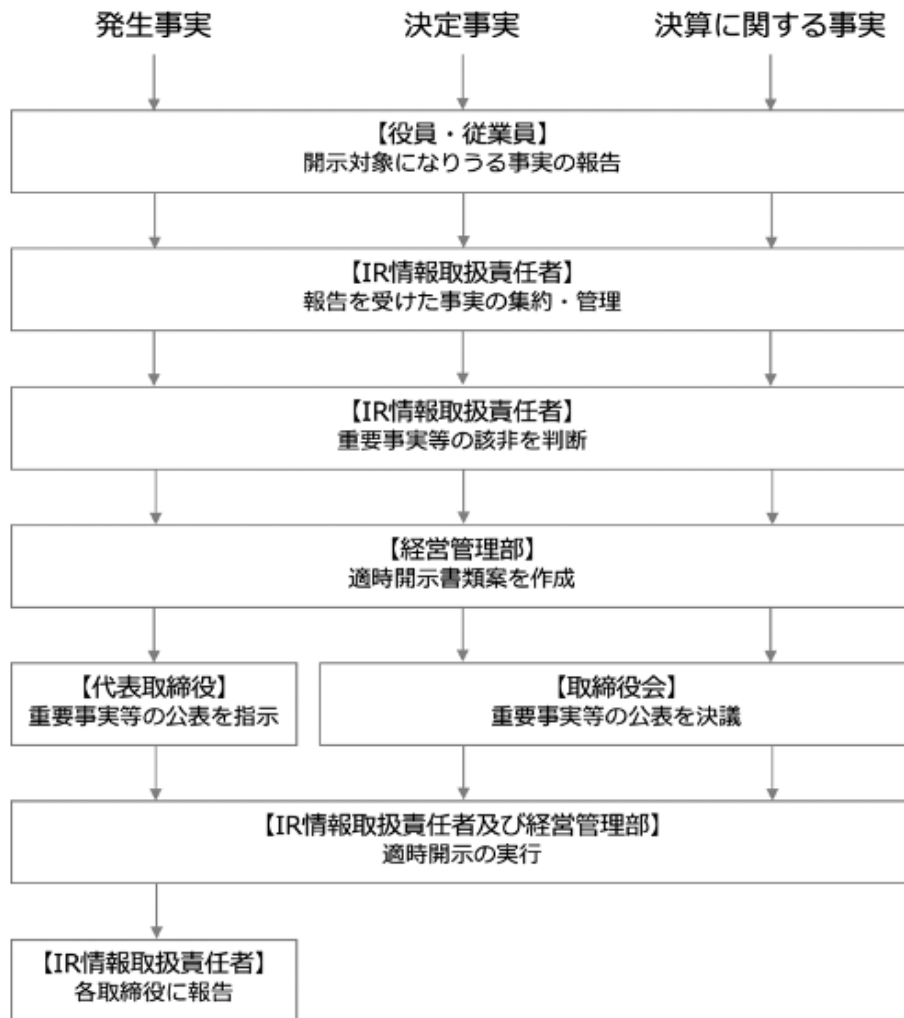 発生事実
決定事実
決算に関する事実
【役員・従業員】
開示対象になりうる事実の報告
【IR情報取扱責任者】
報告を受けた事実の集約・管理
【IR情報取扱責任者】
重要事実等の該非を判断
【経営管理部】
適時開示書類案を作成
【代表取締役】
重要事実等の公表を指示
【取締役会】
重要事実等の公表を決議
【IR情報取扱責任者及び経営管理部】
適時開示の実行
【IR情報取扱責任者】
各取締役に報告